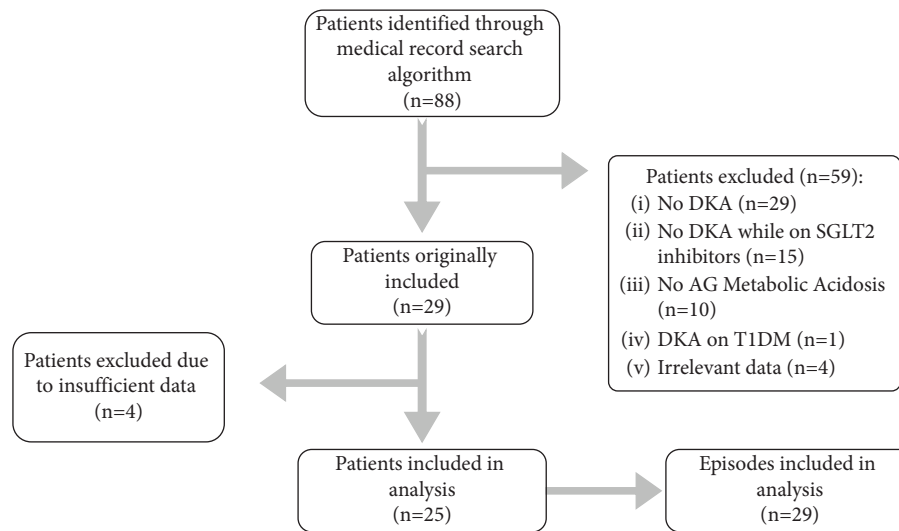 Patients identified through
medical record search
algorithm
(n=88)
Patients excluded (n=59):
(i) No DKA (n=29)
(ii) No DKA while on SGLT2
inhibitors (n=15)
(iii) No AG Metabolic Acidosis
(n=10)
(iv) DKA on T1DM (n=1)
(v) Irrelevant data (n=4)
Patients originally
included
(n=29)
Patients excluded due
to insufficient data
(n=4)
Patients included in
analysis
(n=25)
Episodes included in
analysis
(n=29)